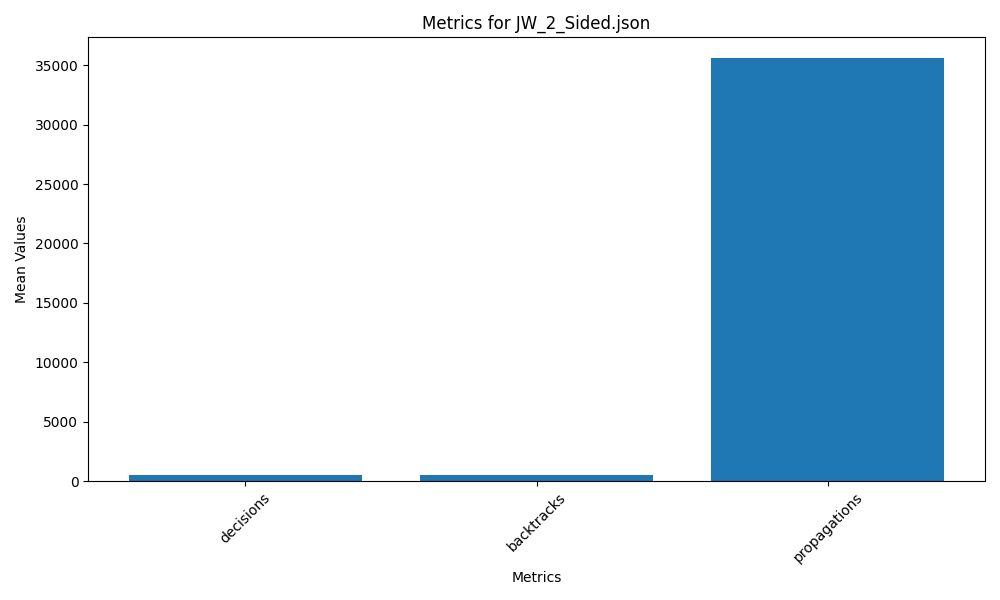 Metrics for JW_2_Sided.json
Mean Values
35000
30000
25000
20000
15000
10000
5000
0
decisions
backtracks
propagations
Metrics